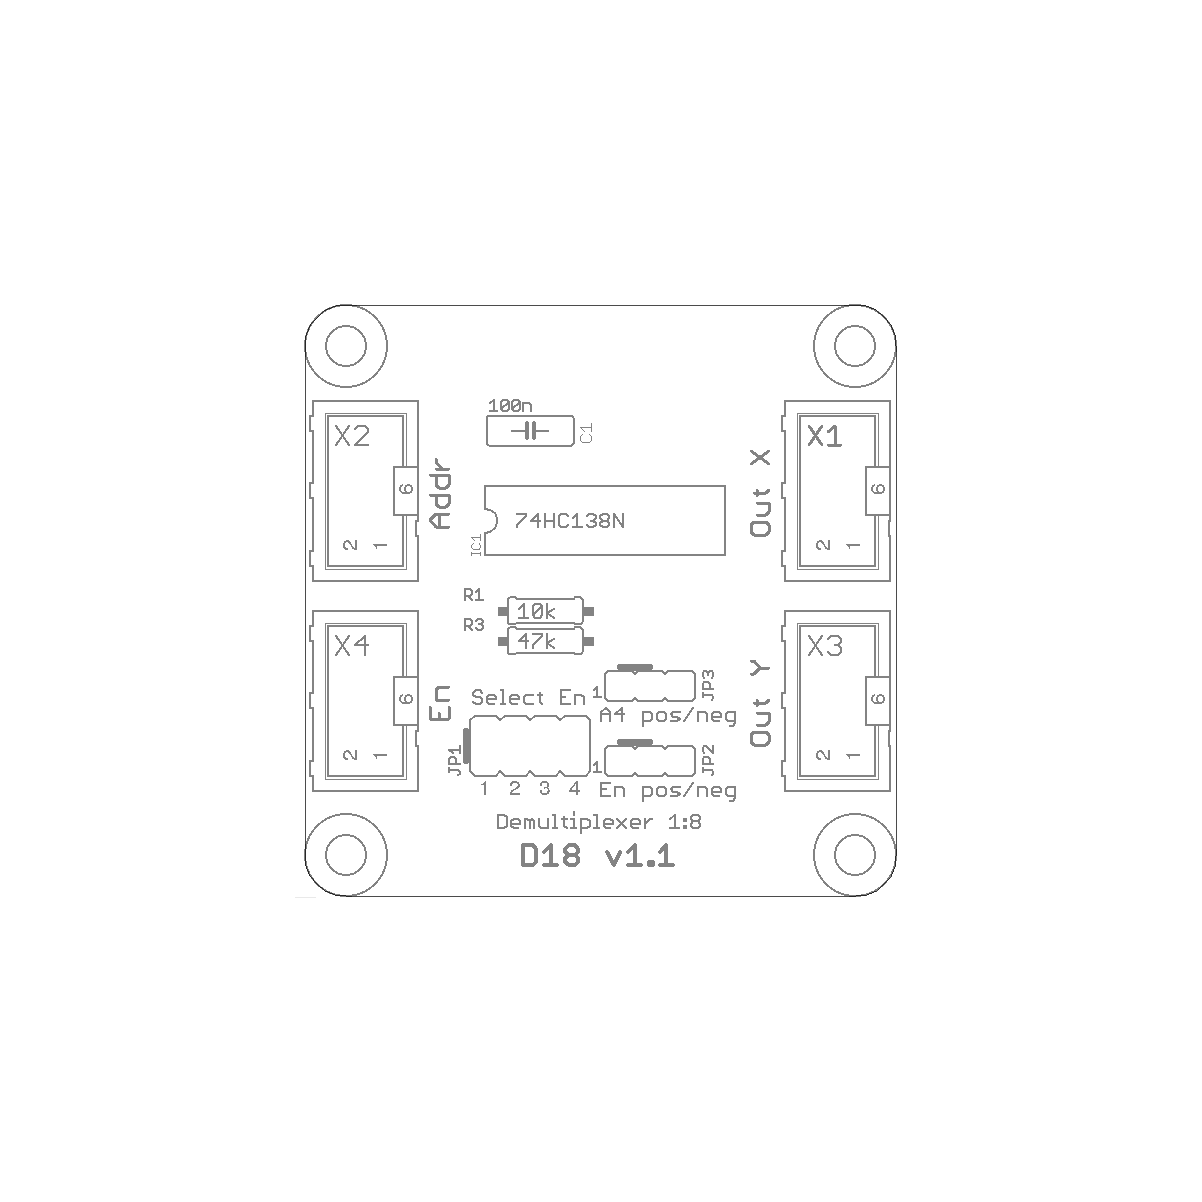 100n
C1
X2
6
2 1
Addr
74HC138N
IC1
Out X
X1
6
2 1
R1
10k
R3
47k
X4
6
2 1
En
Select En
JP1
1 2 3 4
1
JP3
A4 pos/neg
1
JP2
En pos/neg
Out Y
X3
6
2 1
Demultiplexer 1:8
D18 v1.1